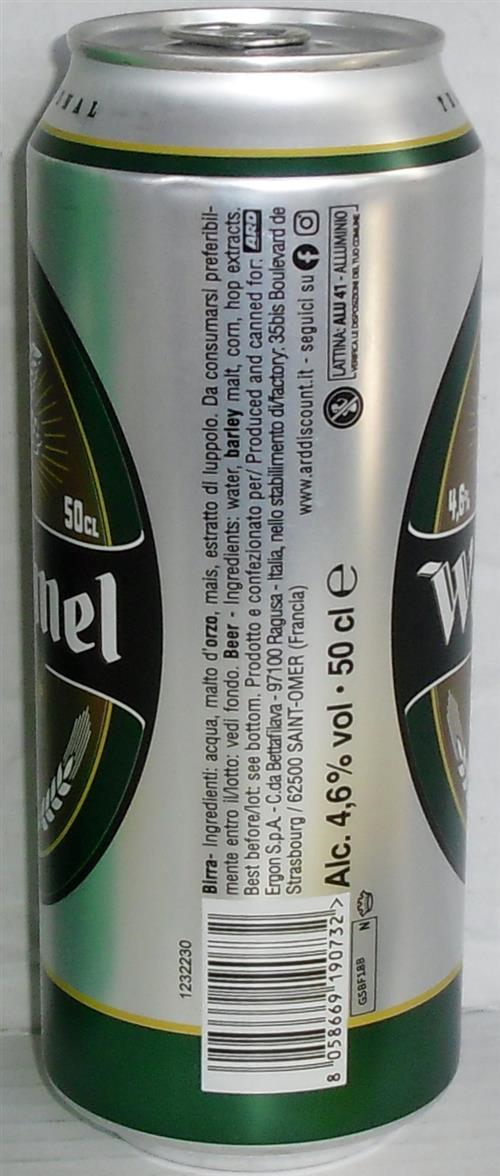 NAL
50CL
mel
Birra- Ingredienti: acqua, malto d'orzo, mais, estratto di luppolo. Da consumarsi preferibil-
mente entro il/lotto: vedi fondo. Beer - Ingredients: water, barley malt, corn, hop extracts.
Best before/lot: see bottom. Prodotto e confezionato per/ Produced and canned for: ARD
Ergon S.p.A. - C.da Bettafilava - 97100 Ragusa - Italia, nello stabilimento di/factory: 35bis Boulevard de
Strasbourg / 62500 SAINT-OMER (Francia)
www.arddiscount.it - seguici su
Alc. 4,6% vol · 50 cl e
LATTINA: ALU 41 - ALLUMINIO
VERIFICA LE DISPOSIZIONI DEL TUO COMUNE
1232230
8 058669 190732 >
GSBF18B
N
4,6%
W